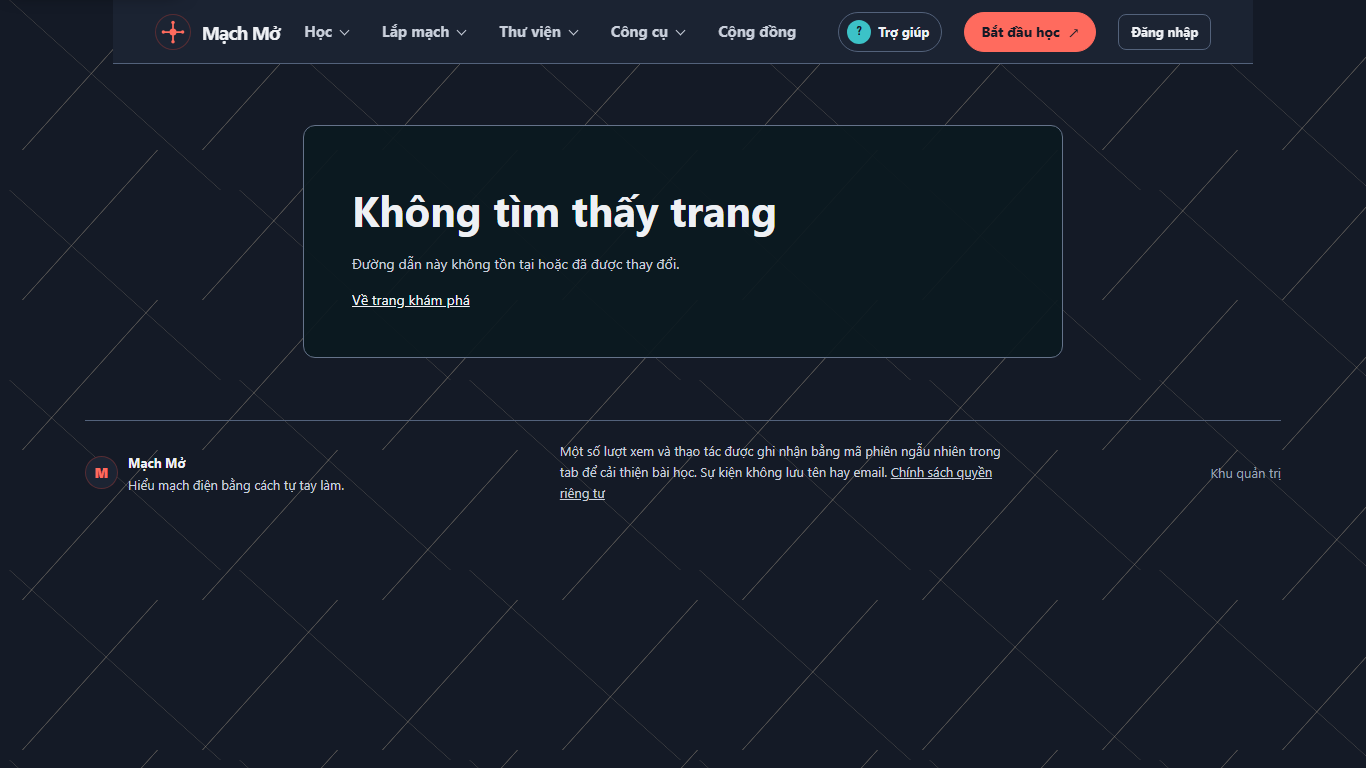 Mạch Mở
Học
Lắp mạch
Thư viện
Công cụ
Cộng đồng
? Trợ giúp
Bắt đầu học ↗
Đăng nhập
Không tìm thấy trang
Đường dẫn này không tồn tại hoặc đã được thay đổi.
Về trang khám phá
M
Mạch Mở
Hiểu mạch điện bằng cách tự tay làm.
Một số lượt xem và thao tác được ghi nhận bằng mã phiên ngẫu nhiên trong
tab để cải thiện bài học. Sự kiện không lưu tên hay email. Chính sách quyền
riêng tư
Khu quản trị